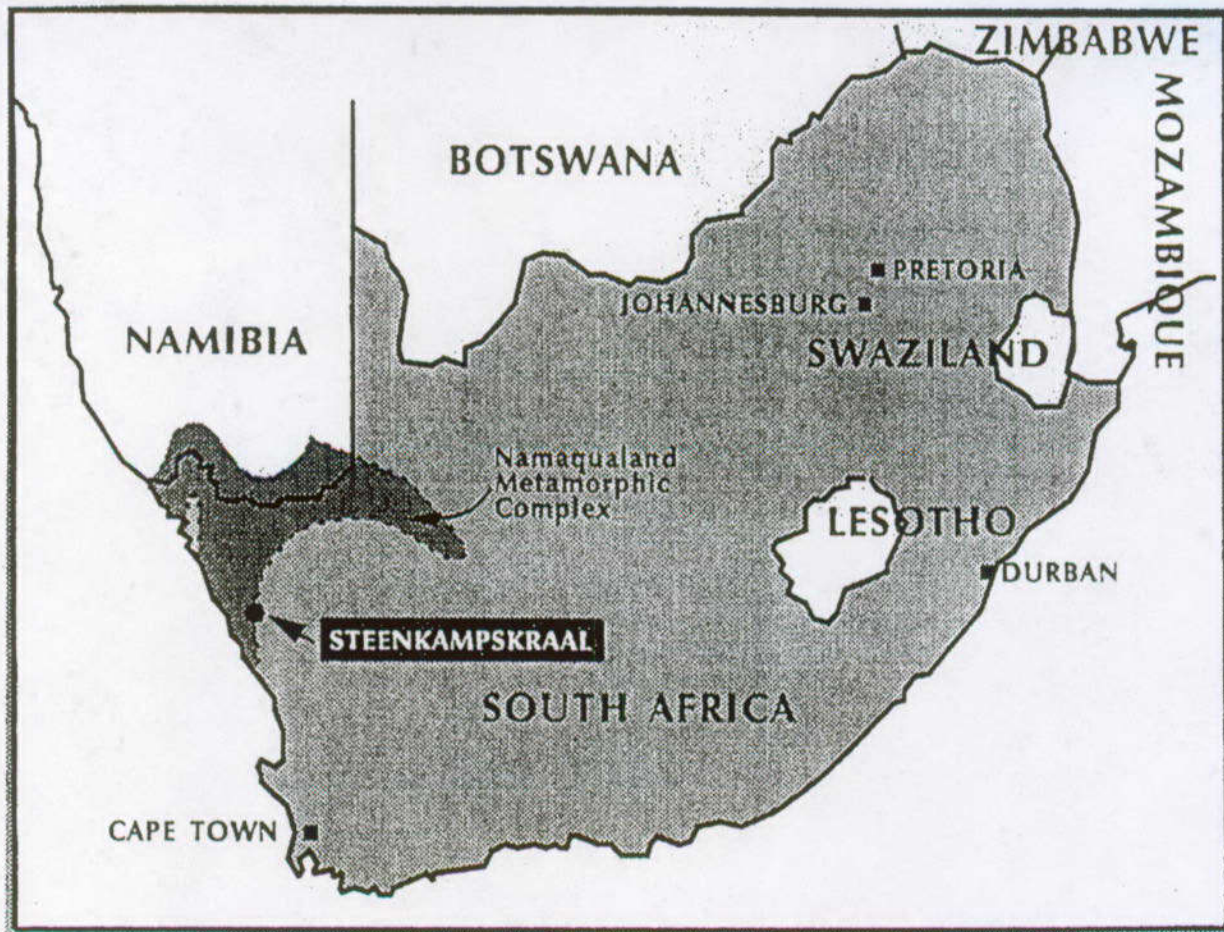 ZIMBABWE
MOZAMBIQUE
BOTSWANA
PRETORIA
JOHANNESBURG
NAMIBIA
SWAZILAND
Namaqualand
Metamorphic
Complex
LESOTHO
DURBAN
STEENKAMPSKRAAL
SOUTH AFRICA
CAPE TOWN